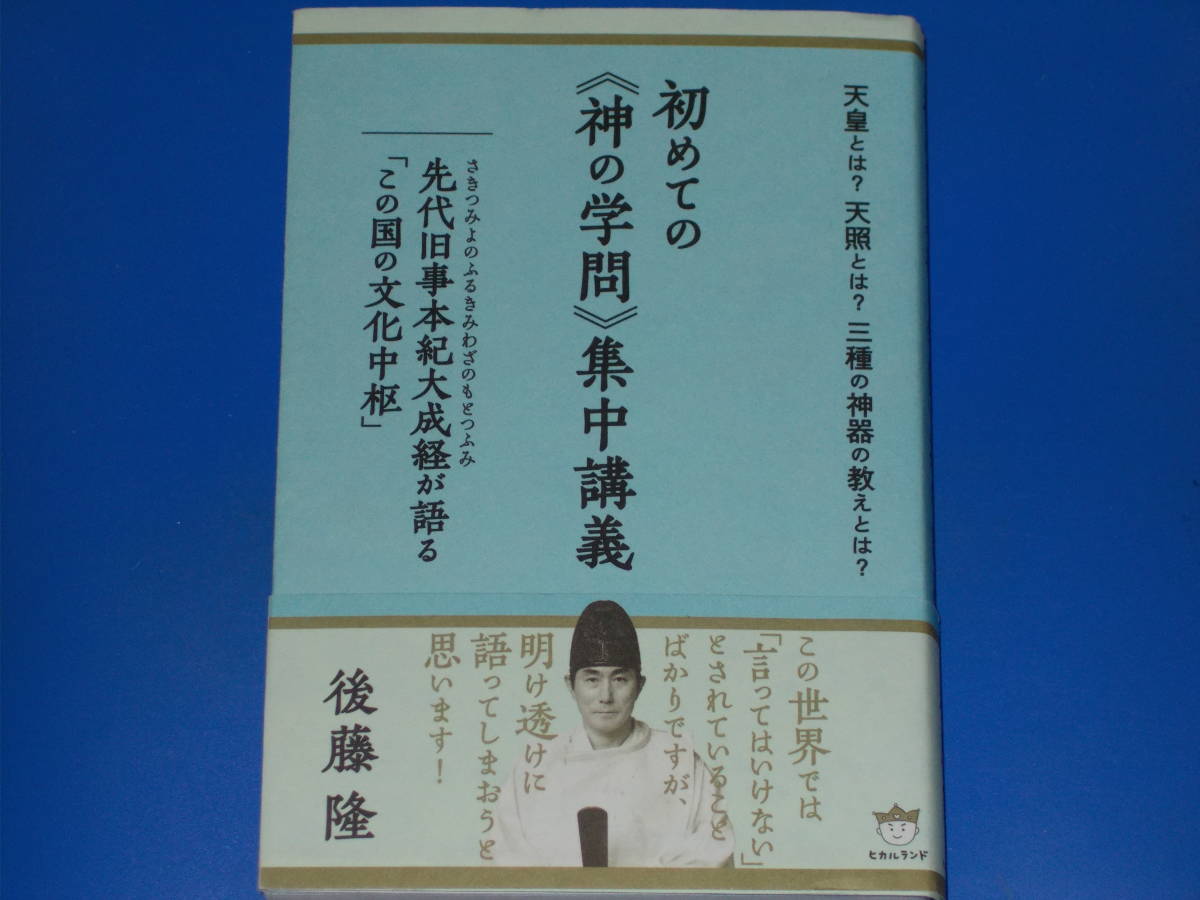 天皇とは？ 天照とは？ 三種の神器の教えとは？
初めての
《神の学問》集中講義
さきつみよのふるきみわざのもとつふみ
先代旧事本紀大成経が語る
「この国の文化中枢」
この世界では
「言ってはいけない」
とされていること
ばかりですが、
明け透けに
語ってしまおうと
思います！
後藤隆
ヒカルランド